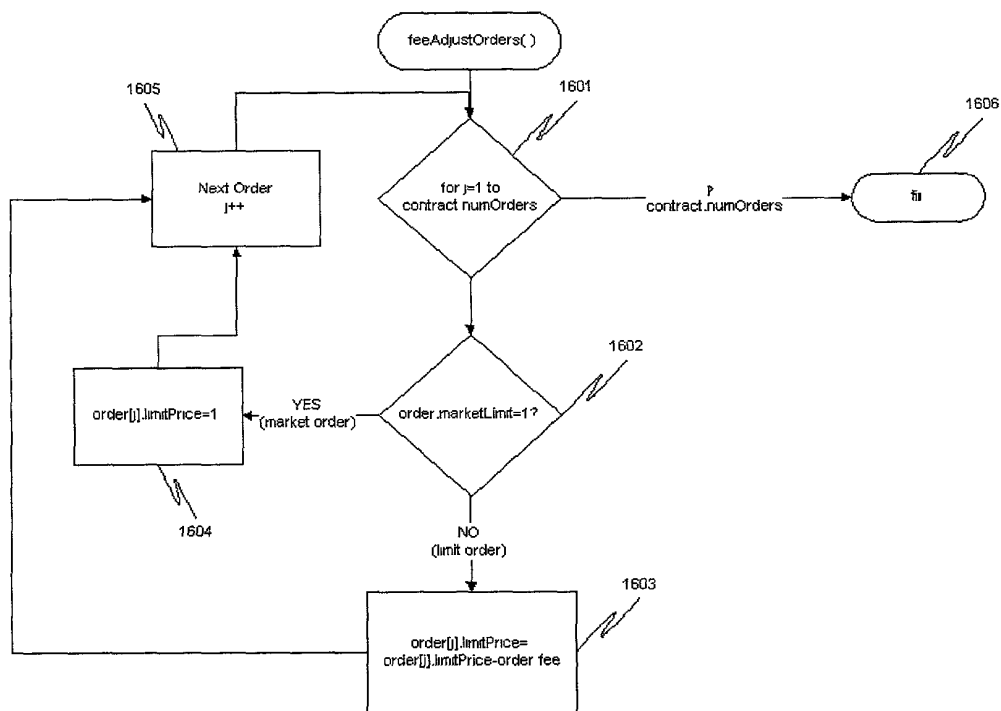 feeAdjustOrders( )
1605
1601
1606
Next Order
j++
for j=1 to
contract numOrders
contract.numOrders
1602
order[j].limitPrice=1
YES
(market order)
order.marketLimit=1?
1604
NO
(limit order)
1603
order[j].limitPrice=
order[j].limitPrice-order fee